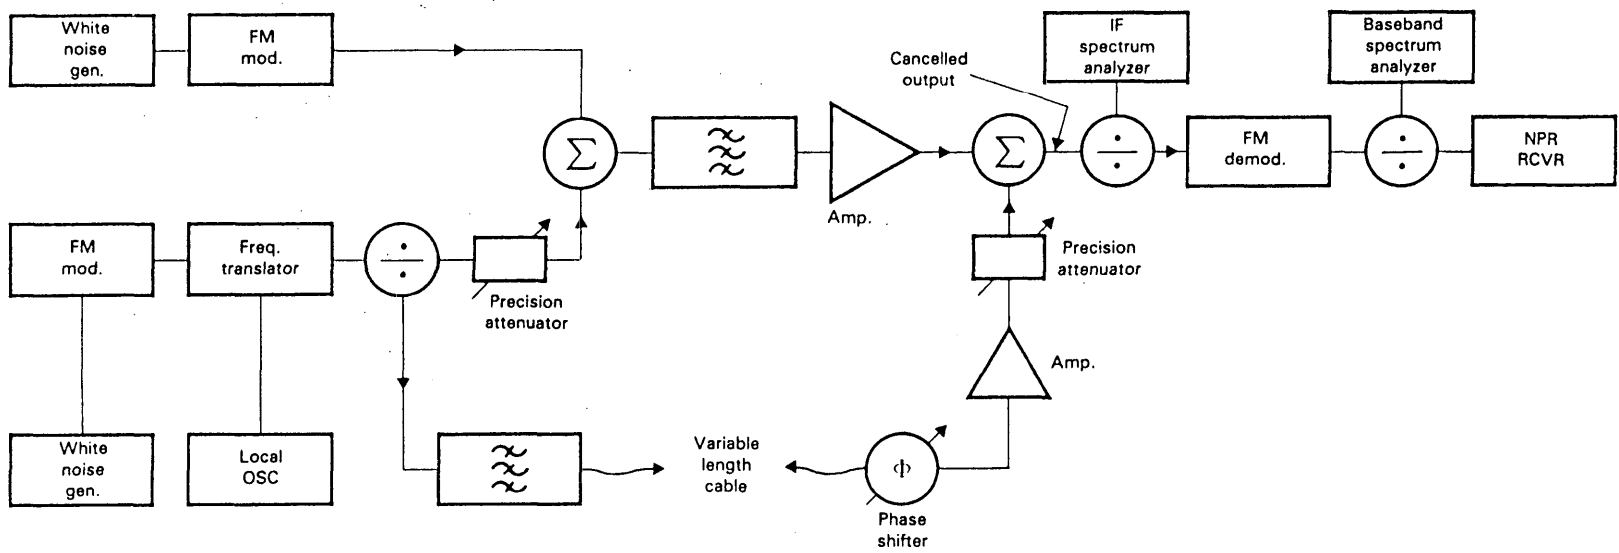 White
noise
gen.
FM
mod.
Cancelled
output
IF
spectrum
analyzer
Baseband
spectrum
analyzer
Σ
Amp.
Σ
÷
FM
demod.
÷
NPR
RCVR
FM
mod.
Freq.
translator
÷
Precision
attenuator
Precision
attenuator
Amp.
White
noise
gen.
Local
OSC
Variable
length
cable
Φ
Phase
shifter